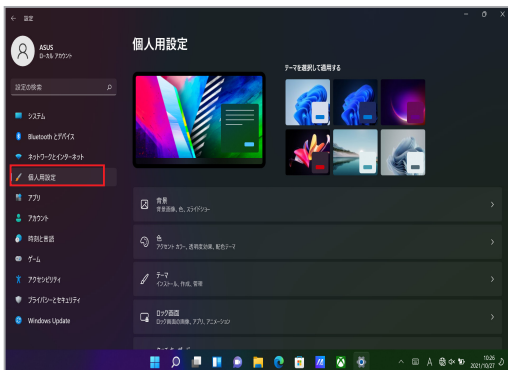 設定
ASUS
ローカル アカウント
設定の検索
システム
Bluetooth とデバイス
ネットワークとインターネット
個人用設定
アプリ
アカウント
時刻と言語
ゲーム
アクセシビリティ
プライバシーとセキュリティ
Windows Update
個人用設定
テーマを選択して適用する
背景
背景画像、色、スライドショー
色
アクセント カラー、透明度効果、配色テーマ
テーマ
インストール、作成、管理
ロック画面
ロック画面の画像、アプリ、アニメーション
A
10:26
2021/10/27